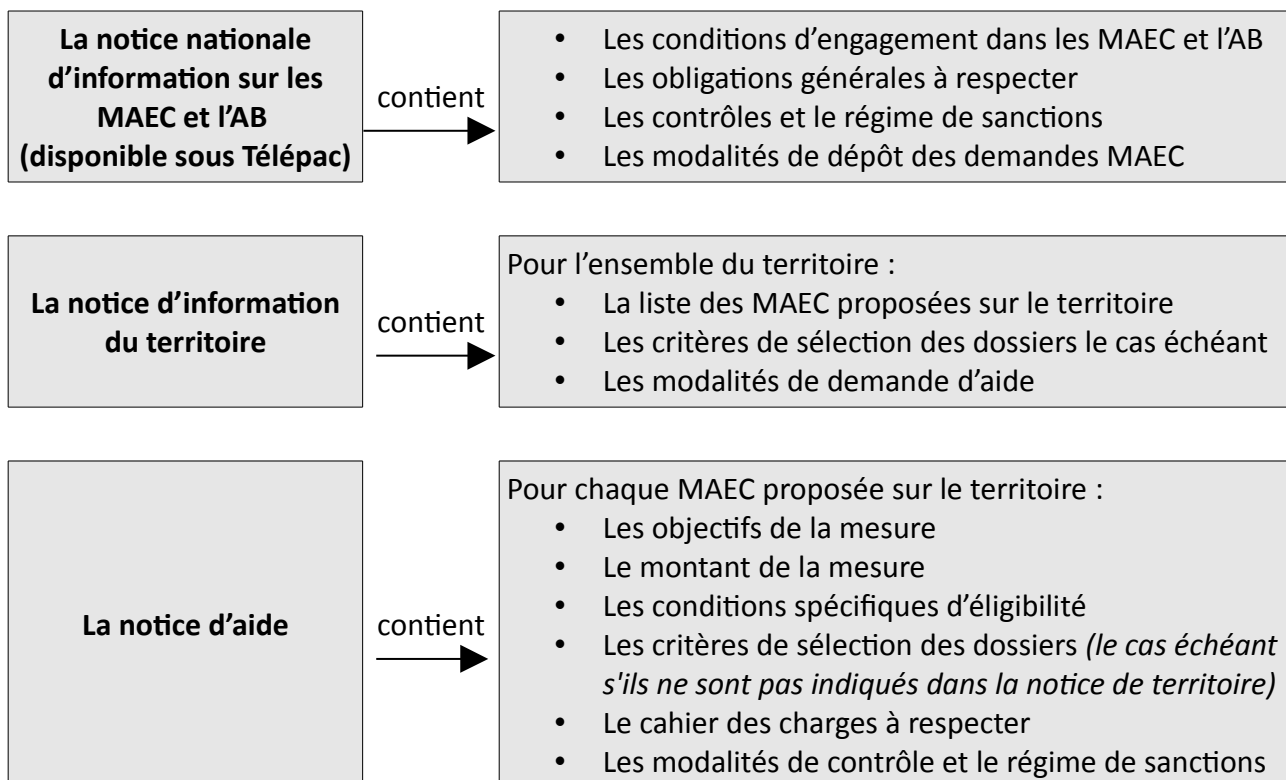 La notice nationale
d’information sur les
MAEC et l’AB
(disponible sous Télépac)
contient
• Les conditions d’engagement dans les MAEC et l’AB
• Les obligations générales à respecter
• Les contrôles et le régime de sanctions
• Les modalités de dépôt des demandes MAEC
La notice d’information
du territoire
contient
Pour l’ensemble du territoire :
• La liste des MAEC proposées sur le territoire
• Les critères de sélection des dossiers le cas échéant
• Les modalités de demande d’aide
La notice d’aide
contient
Pour chaque MAEC proposée sur le territoire :
• Les objectifs de la mesure
• Le montant de la mesure
• Les conditions spécifiques d’éligibilité
• Les critères de sélection des dossiers (le cas échéant
s'ils ne sont pas indiqués dans la notice de territoire)
• Le cahier des charges à respecter
• Les modalités de contrôle et le régime de sanctions